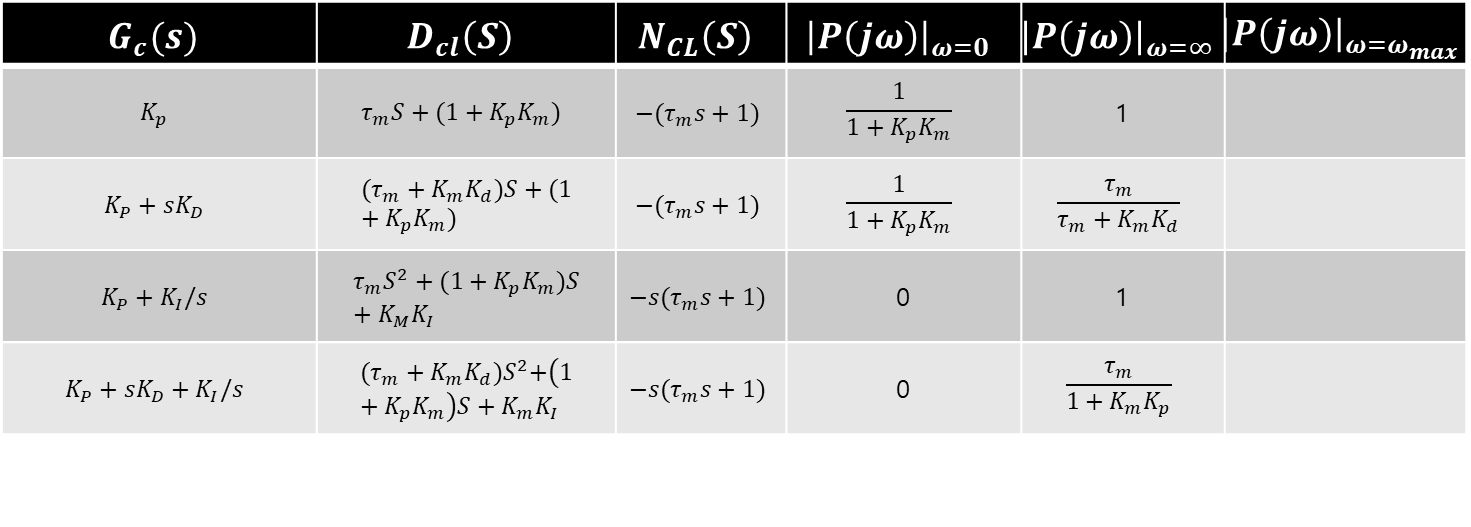 G_c(s) D_cl(S) N_CL(S) |P(jω)|_ω=0 |P(jω)|_ω=∞ |P(jω)|_ω=ω_max
K_p τ_m S + (1 + K_p K_m) −(τ_m s + 1) 1/(1 + K_p K_m) 1
K_P + sK_D (τ_m + K_m K_d)S + (1 + K_p K_m) −(τ_m s + 1) 1/(1 + K_p K_m) τ_m/(τ_m + K_m K_d)
K_P + K_I/s τ_m S² + (1 + K_p K_m)S + K_M K_I −s(τ_m s + 1) 0 1
K_P + sK_D + K_I/s (τ_m + K_m K_d)S²+(1 + K_p K_m)S + K_m K_I −s(τ_m s + 1) 0 τ_m/(1 + K_m K_p)